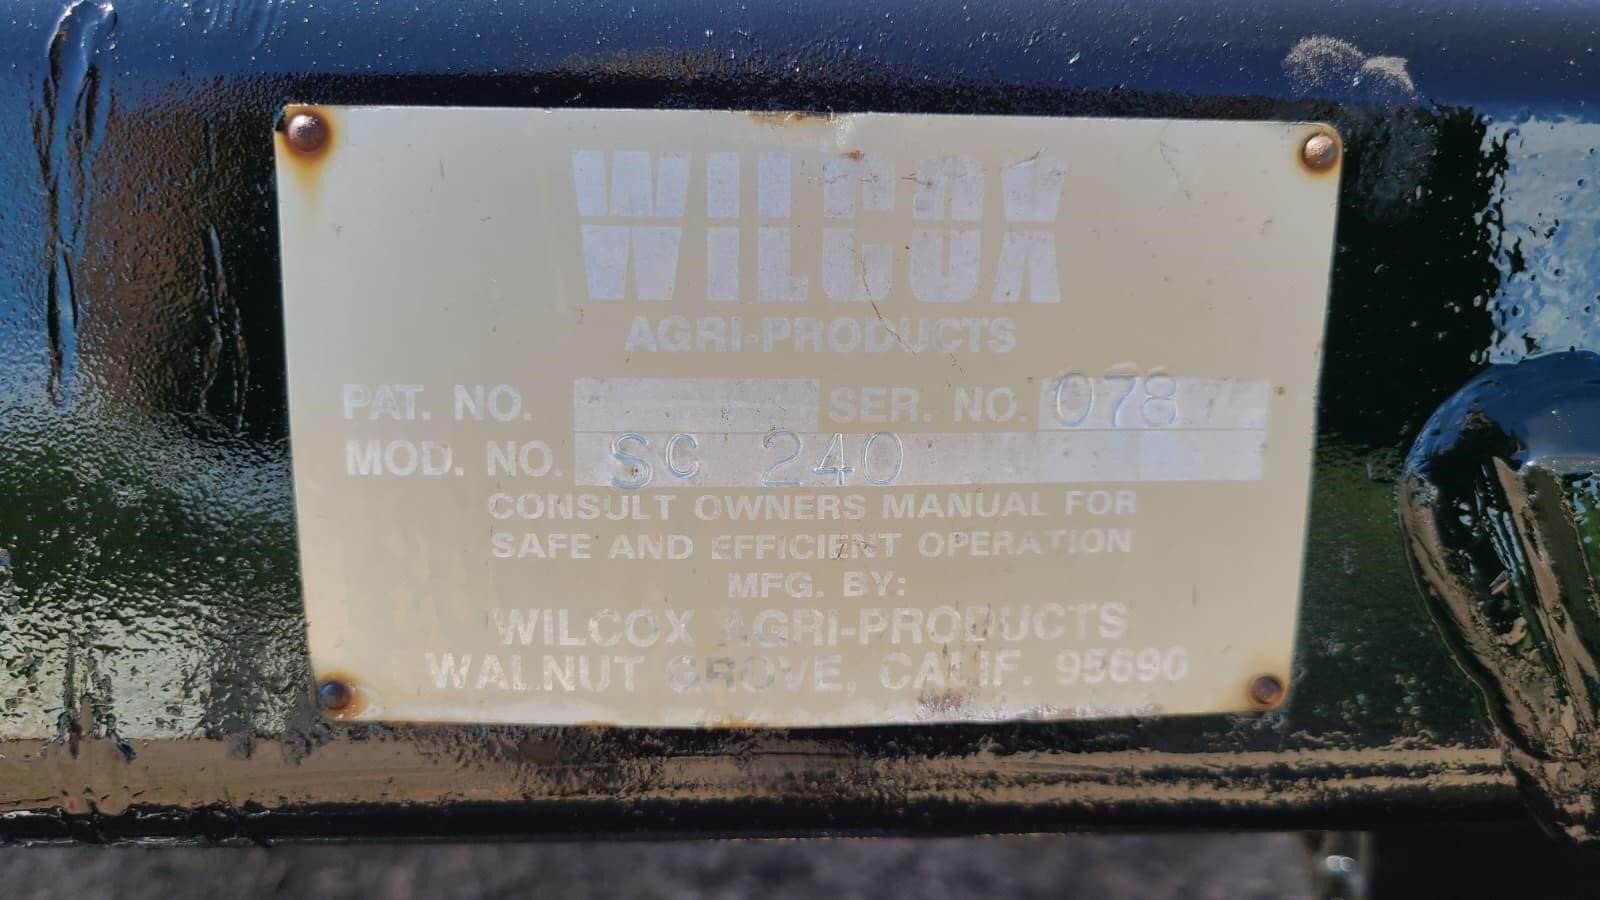 WILCOX
AGRI-PRODUCTS
PAT. NO. SER. NO. 078
MOD. NO. SC 240
CONSULT OWNERS MANUAL FOR
SAFE AND EFFICIENT OPERATION
MFG. BY:
WILCOX AGRI-PRODUCTS
WALNUT GROVE, CALIF. 95690